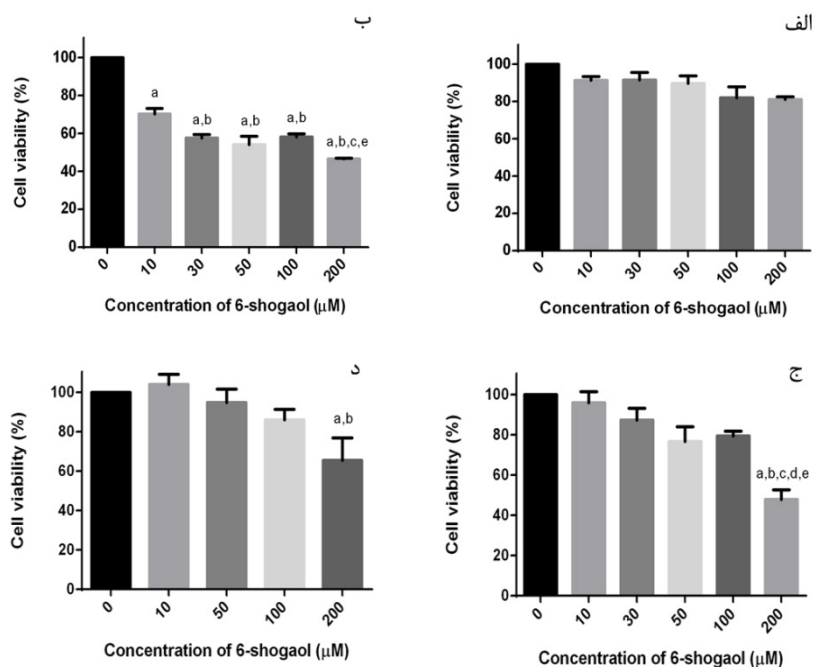 ب
Cell viability (%)
100
80
60
40
20
0
a
a,b
a,b
a,b
a,b,c,e
0
10
30
50
100
200
Concentration of 6-shogaol (µM)
الف
Cell viability (%)
100
80
60
40
20
0
0
10
30
50
100
200
Concentration of 6-shogaol (µM)
د
Cell viability (%)
100
80
60
40
20
0
a,b
0
10
50
100
200
Concentration of 6-shogaol (µM)
ج
Cell viability (%)
100
80
60
40
20
0
a,b,c,d,e
0
10
30
50
100
200
Concentration of 6-shogaol (µM)